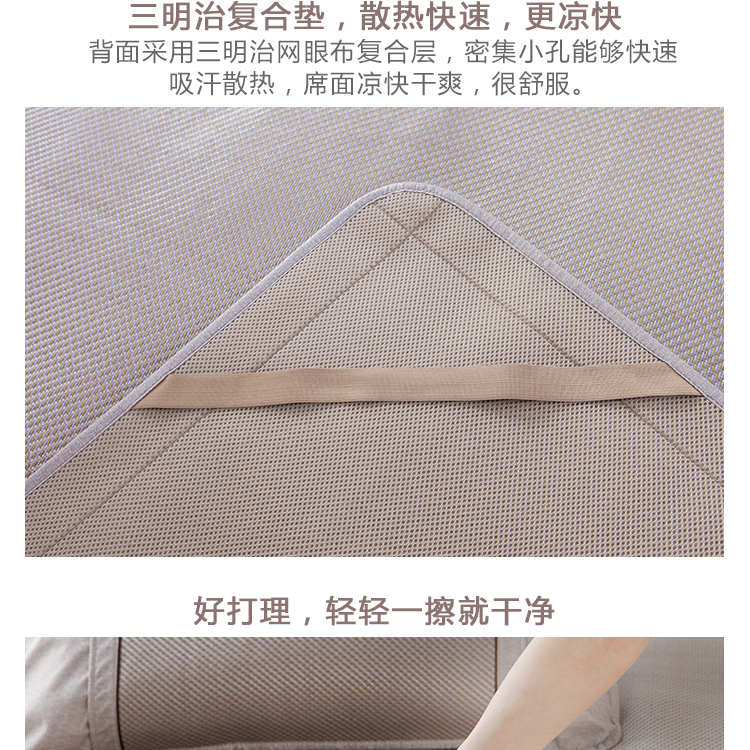 三明治复合垫，散热快速，更凉快
背面采用三明治网眼布复合层，密集小孔能够快速
吸汗散热，席面凉快干爽，很舒服。
好打理，轻轻一擦就干净